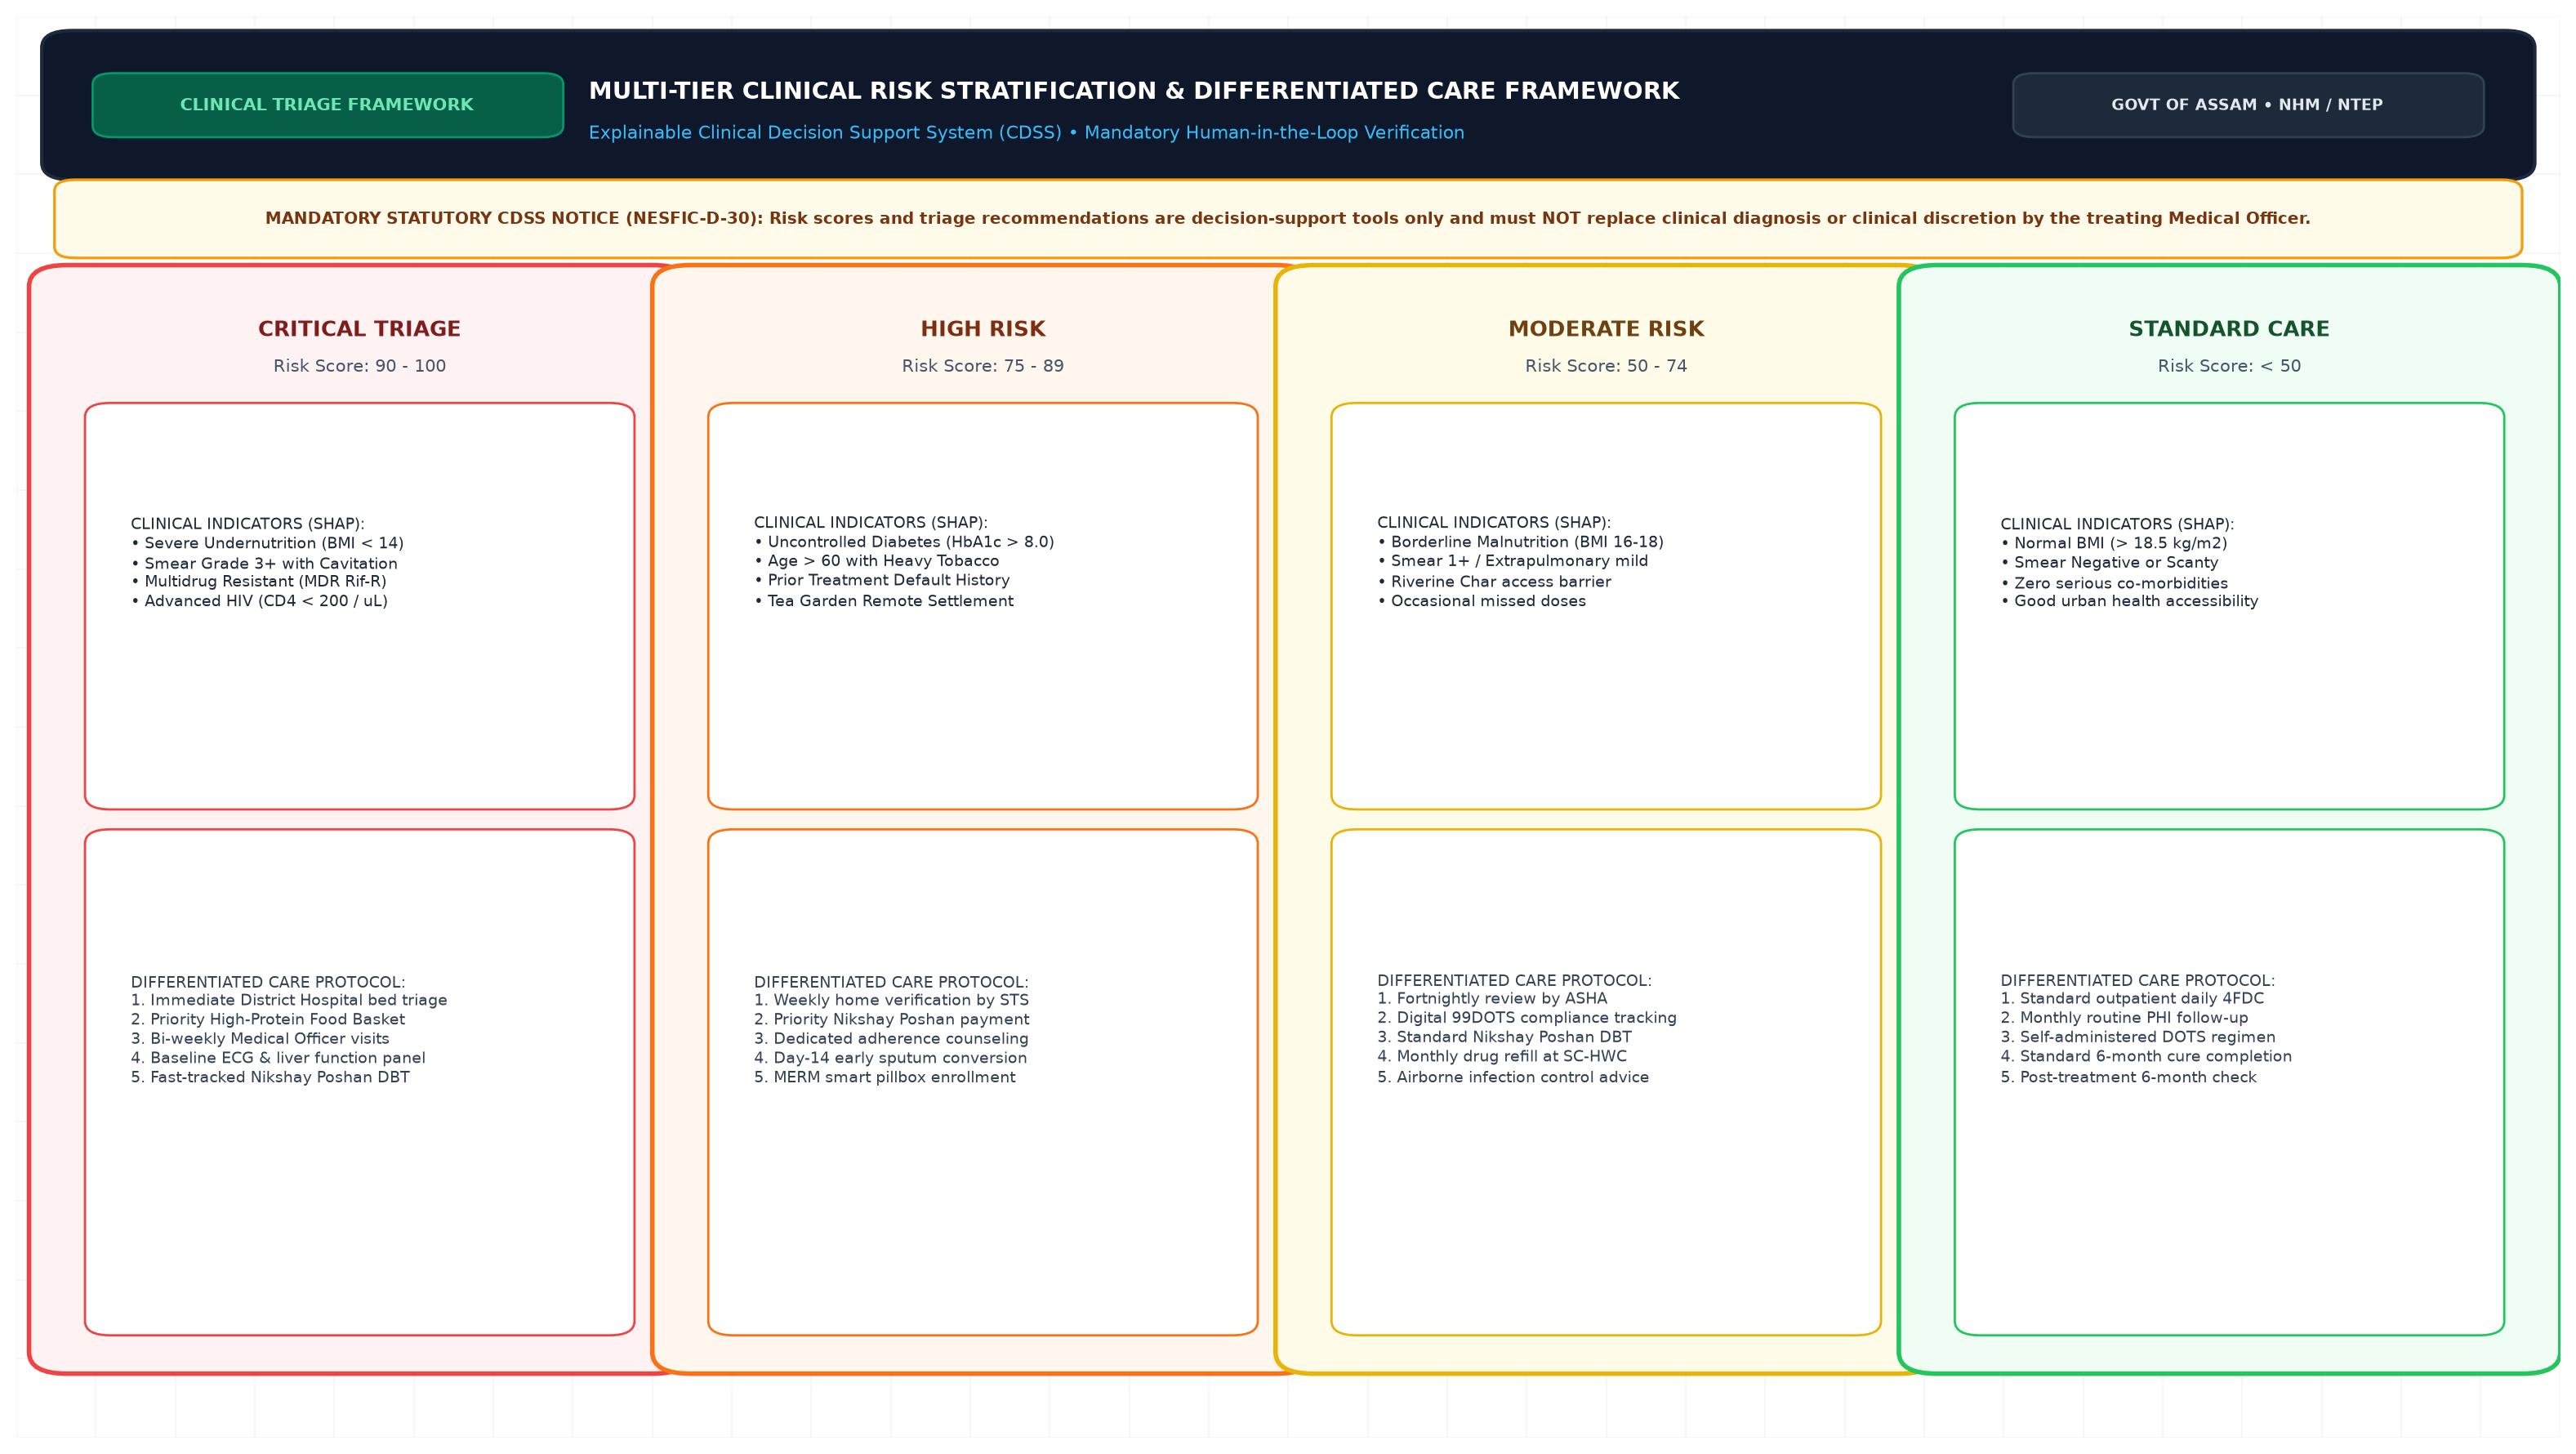 CLINICAL TRIAGE FRAMEWORK
MULTI-TIER CLINICAL RISK STRATIFICATION & DIFFERENTIATED CARE FRAMEWORK
Explainable Clinical Decision Support System (CDSS) • Mandatory Human-in-the-Loop Verification
GOVT OF ASSAM • NHM / NTEP
MANDATORY STATUTORY CDSS NOTICE (NESFIC-D-30): Risk scores and triage recommendations are decision-support tools only and must NOT replace clinical diagnosis or clinical discretion by the treating Medical Officer.
CRITICAL TRIAGE
Risk Score: 90 - 100
CLINICAL INDICATORS (SHAP):
• Severe Undernutrition (BMI < 14)
• Smear Grade 3+ with Cavitation
• Multidrug Resistant (MDR Rif-R)
• Advanced HIV (CD4 < 200 / uL)
DIFFERENTIATED CARE PROTOCOL:
1. Immediate District Hospital bed triage
2. Priority High-Protein Food Basket
3. Bi-weekly Medical Officer visits
4. Baseline ECG & liver function panel
5. Fast-tracked Nikshay Poshan DBT
HIGH RISK
Risk Score: 75 - 89
CLINICAL INDICATORS (SHAP):
• Uncontrolled Diabetes (HbA1c > 8.0)
• Age > 60 with Heavy Tobacco
• Prior Treatment Default History
• Tea Garden Remote Settlement
DIFFERENTIATED CARE PROTOCOL:
1. Weekly home verification by STS
2. Priority Nikshay Poshan payment
3. Dedicated adherence counseling
4. Day-14 early sputum conversion
5. MERM smart pillbox enrollment
MODERATE RISK
Risk Score: 50 - 74
CLINICAL INDICATORS (SHAP):
• Borderline Malnutrition (BMI 16-18)
• Smear 1+ / Extrapulmonary mild
• Riverine Char access barrier
• Occasional missed doses
DIFFERENTIATED CARE PROTOCOL:
1. Fortnightly review by ASHA
2. Digital 99DOTS compliance tracking
3. Standard Nikshay Poshan DBT
4. Monthly drug refill at SC-HWC
5. Airborne infection control advice
STANDARD CARE
Risk Score: < 50
CLINICAL INDICATORS (SHAP):
• Normal BMI (> 18.5 kg/m2)
• Smear Negative or Scanty
• Zero serious co-morbidities
• Good urban health accessibility
DIFFERENTIATED CARE PROTOCOL:
1. Standard outpatient daily 4FDC
2. Monthly routine PHI follow-up
3. Self-administered DOTS regimen
4. Standard 6-month cure completion
5. Post-treatment 6-month check